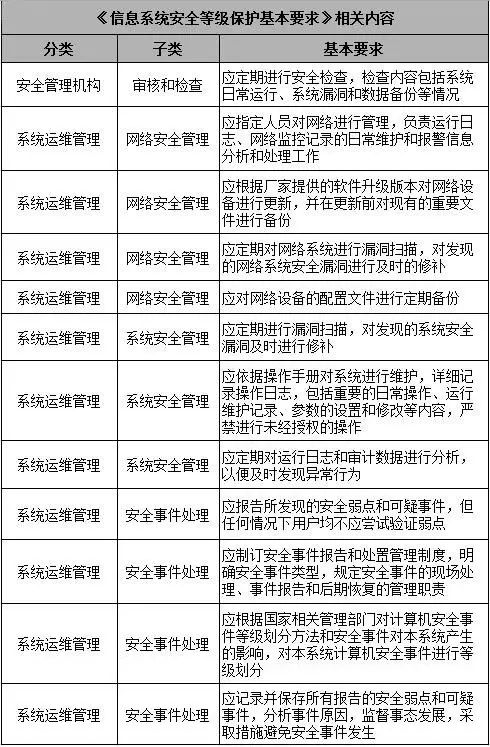 《信息系统安全等级保护基本要求》相关内容
分类 子类 基本要求
安全管理机构 审核和检查 应定期进行安全检查，检查内容包括系统
日常运行、系统漏洞和数据备份等情况
系统运维管理 网络安全管理 应指定人员对网络进行管理，负责运行日
志、网络监控记录的日常维护和报警信息
分析和处理工作
系统运维管理 网络安全管理 应根据厂家提供的软件升级版本对网络设
备进行更新，并在更新前对现有的重要文
件进行备份
系统运维管理 网络安全管理 应定期对网络系统进行漏洞扫描，对发现
的网络系统安全漏洞进行及时的修补
系统运维管理 网络安全管理 应对网络设备的配置文件进行定期备份
系统运维管理 系统安全管理 应定期进行漏洞扫描，对发现的系统安全
漏洞及时进行修补
系统运维管理 系统安全管理 应依据操作手册对系统进行维护，详细记
录操作日志，包括重要的日常操作、运行
维护记录、参数的设置和修改等内容，严
禁进行未经授权的操作
系统运维管理 系统安全管理 应定期对运行日志和审计数据进行分析，
以便及时发现异常行为
系统运维管理 安全事件处理 应报告所发现的安全弱点和可疑事件，但
任何情况下用户均不应尝试验证弱点
系统运维管理 安全事件处理 应制订安全事件报告和处置管理制度，明
确安全事件类型，规定安全事件的现场处
理、事件报告和后期恢复的管理职责
系统运维管理 安全事件处理 应根据国家相关管理部门对计算机安全事
件等级划分方法和安全事件对本系统产生
的影响，对本系统计算机安全事件进行等
级划分
系统运维管理 安全事件处理 应记录并保存所有报告的安全弱点和可疑
事件，分析事件原因，监督事态发展，采
取措施避免安全事件发生